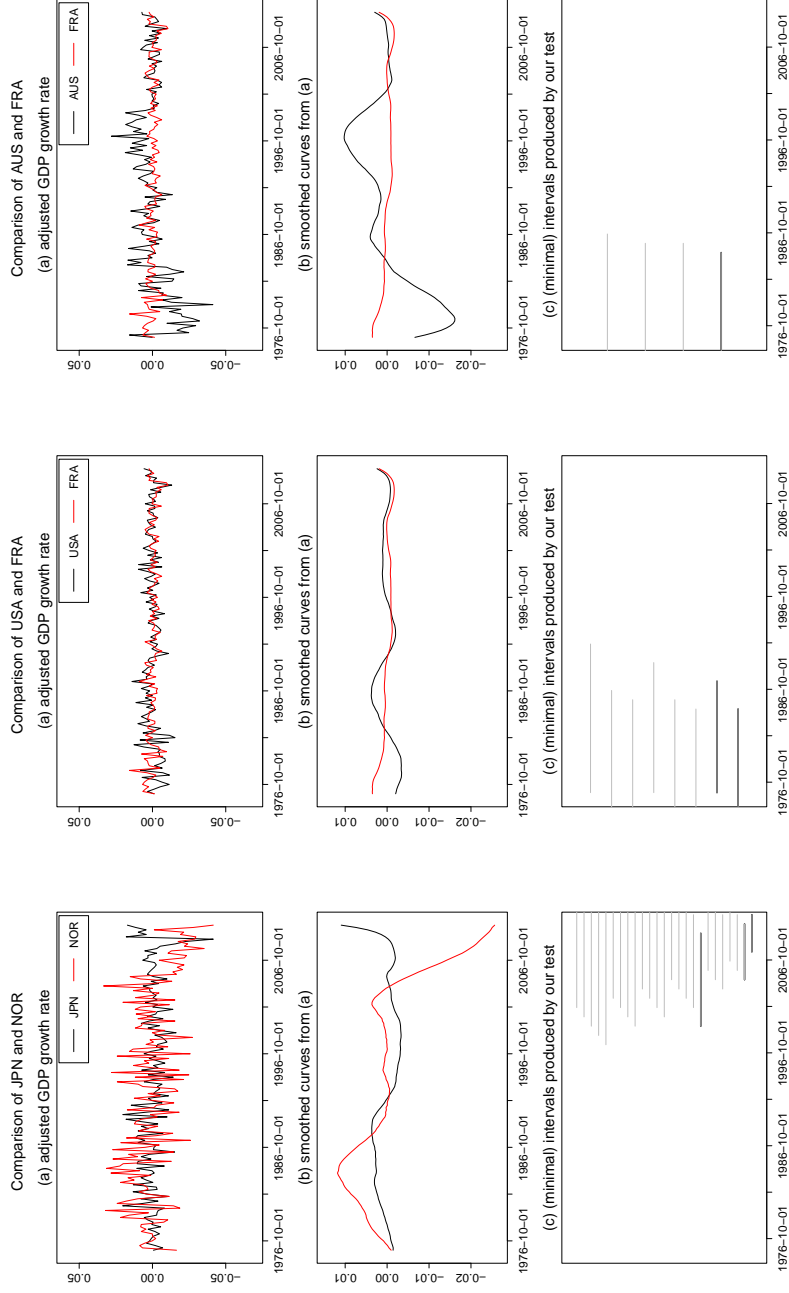 Comparison of JPN and NOR
(a) adjusted GDP growth rate
JPN NOR
0.05
0.00
−0.05
1976−10−01 1986−10−01 1996−10−01 2006−10−01
(b) smoothed curves from (a)
0.01
0.00
−0.01
−0.02
1976−10−01 1986−10−01 1996−10−01 2006−10−01
(c) (minimal) intervals produced by our test
1976−10−01 1986−10−01 1996−10−01 2006−10−01
Comparison of USA and FRA
(a) adjusted GDP growth rate
USA FRA
0.05
0.00
−0.05
1976−10−01 1986−10−01 1996−10−01 2006−10−01
(b) smoothed curves from (a)
0.01
0.00
−0.01
−0.02
1976−10−01 1986−10−01 1996−10−01 2006−10−01
(c) (minimal) intervals produced by our test
1976−10−01 1986−10−01 1996−10−01 2006−10−01
Comparison of AUS and FRA
(a) adjusted GDP growth rate
AUS FRA
0.05
0.00
−0.05
1976−10−01 1986−10−01 1996−10−01 2006−10−01
(b) smoothed curves from (a)
0.01
0.00
−0.01
−0.02
1976−10−01 1986−10−01 1996−10−01 2006−10−01
(c) (minimal) intervals produced by our test
1976−10−01 1986−10−01 1996−10−01 2006−10−01